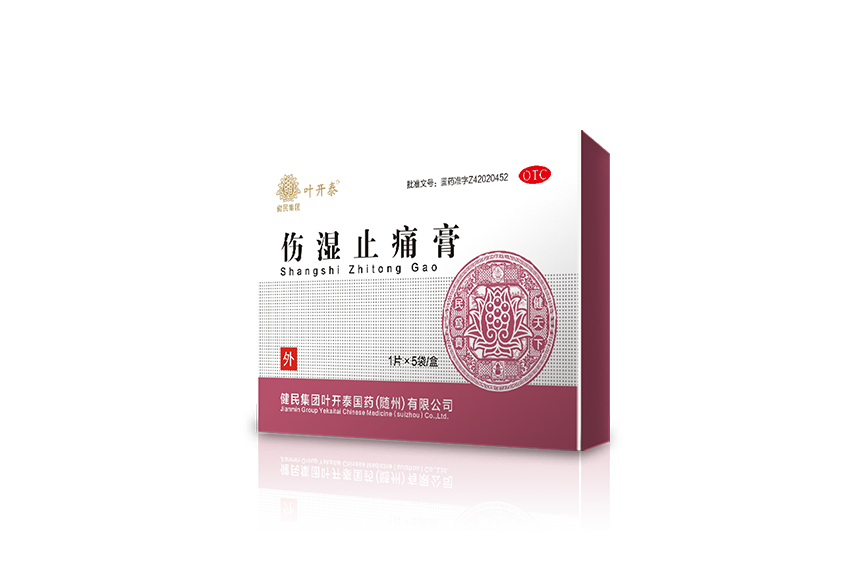 叶开泰®
健民集团
批准文号：国药准字Z42020452
OTC
伤湿止痛膏
Shangshi Zhitong Gao
民族膏
健天下
外
1片×5袋/盒
健民集团叶开泰国药(随州)有限公司
Jianmin Group Yekaitai Chinese Medicine (suizhou) Co.,Ltd.